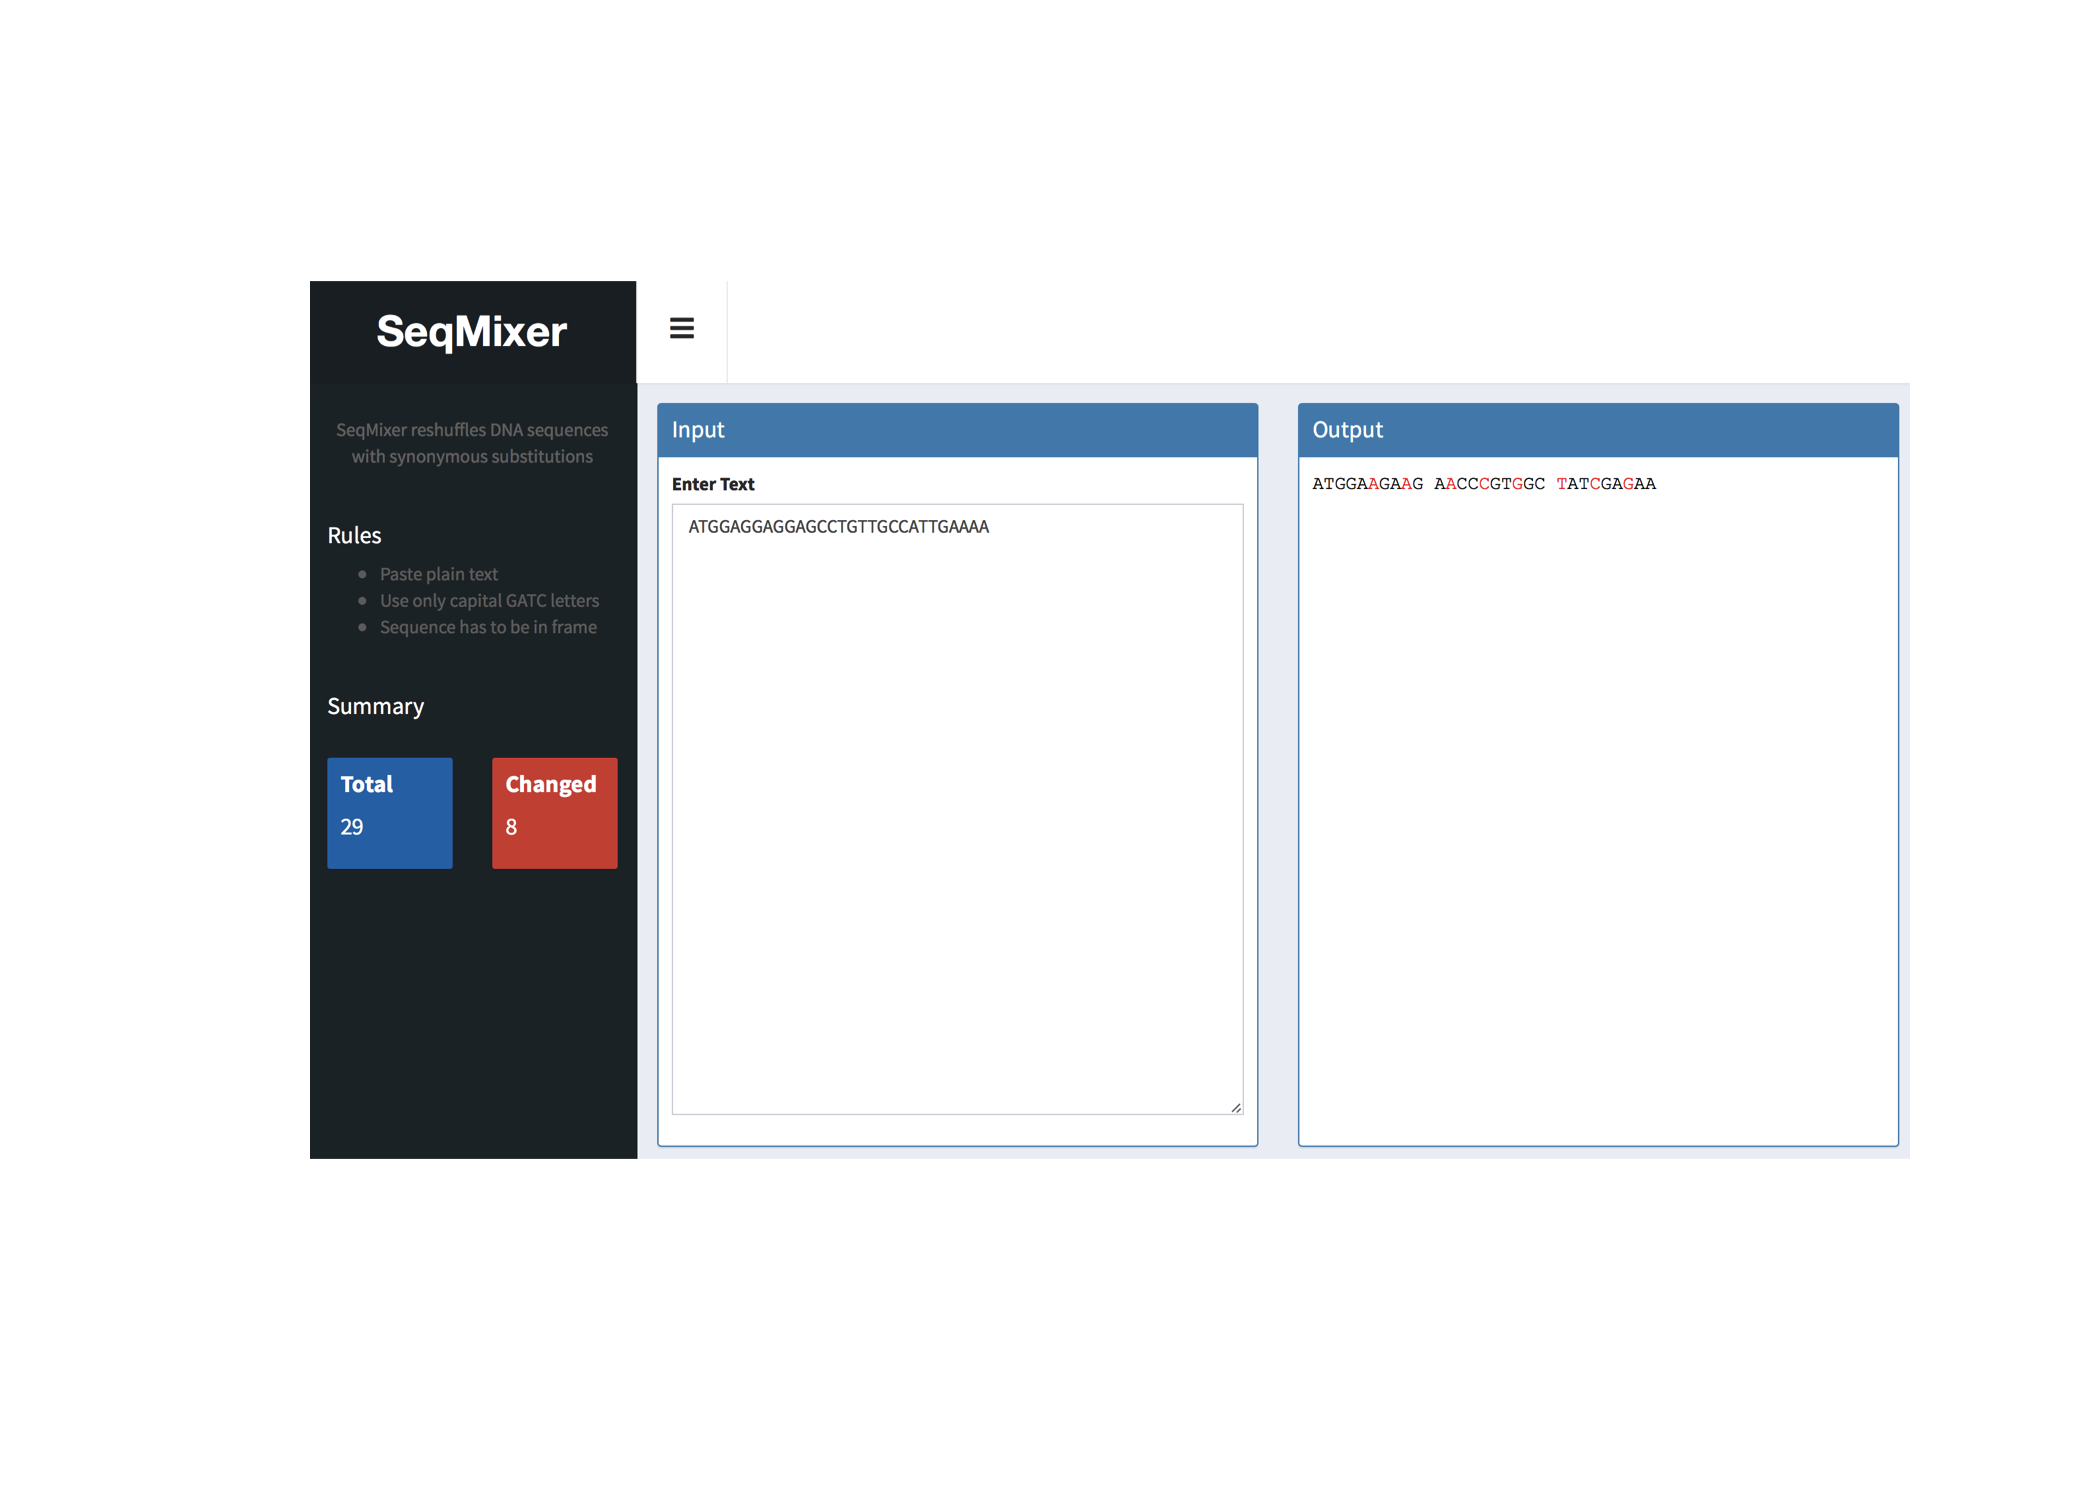 SeqMixer
SeqMixer reshuffles DNA sequences
with synonymous substitutions
Rules
Paste plain text
Use only capital GATC letters
Sequence has to be in frame
Summary
Total
29
Changed
8
Input
Enter Text
ATGGAGGAGGAGCCTGTTGCCATTGAAAA
Output
ATGGAAGAAG AACCCGTGGC TATCGAGAA